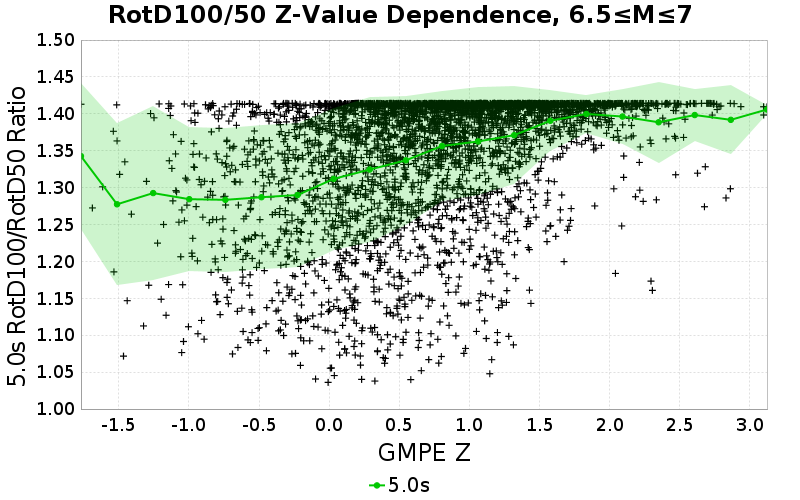 RotD100/50 Z-Value Dependence, 6.5≤M≤7
5.0s RotD100/RotD50 Ratio
1.50
1.45
1.40
1.35
1.30
1.25
1.20
1.15
1.10
1.05
1.00
-1.5 -1.0 -0.5 0.0 0.5 1.0 1.5 2.0 2.5 3.0
GMPE Z
5.0s